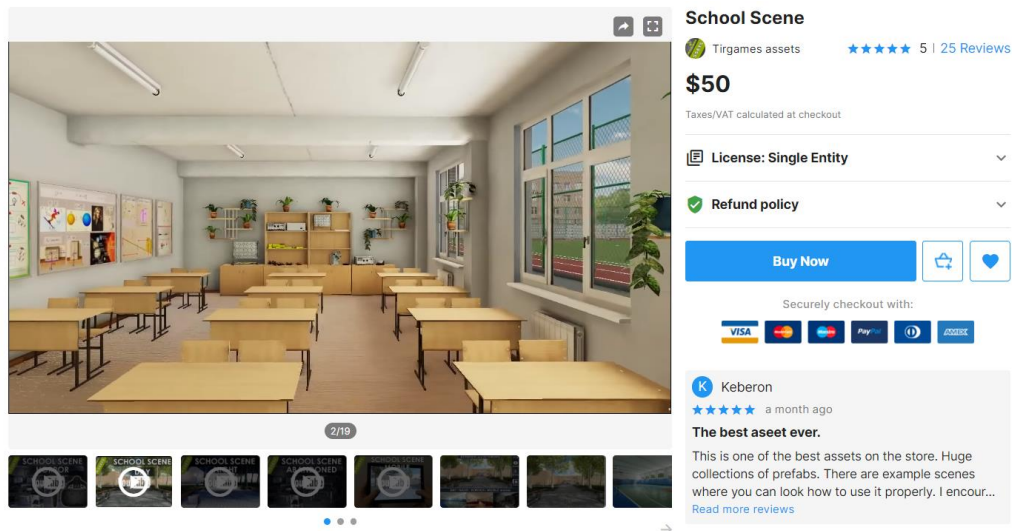 School Scene
Tirgames assets
5 | 25 Reviews
$50
Taxes/VAT calculated at checkout
License: Single Entity
Refund policy
Buy Now
Securely checkout with:
VISA
PayPal
AMEX
K Keberon
a month ago
The best aseet ever.
This is one of the best assets on the store. Huge
collections of prefabs. There are example scenes
where you can look how to use it properly. I encour...
Read more reviews
2/19
SCHOOL SCENE
SCHOOL SCENE
SCHOOL SCENE
SCHOOL SCENE